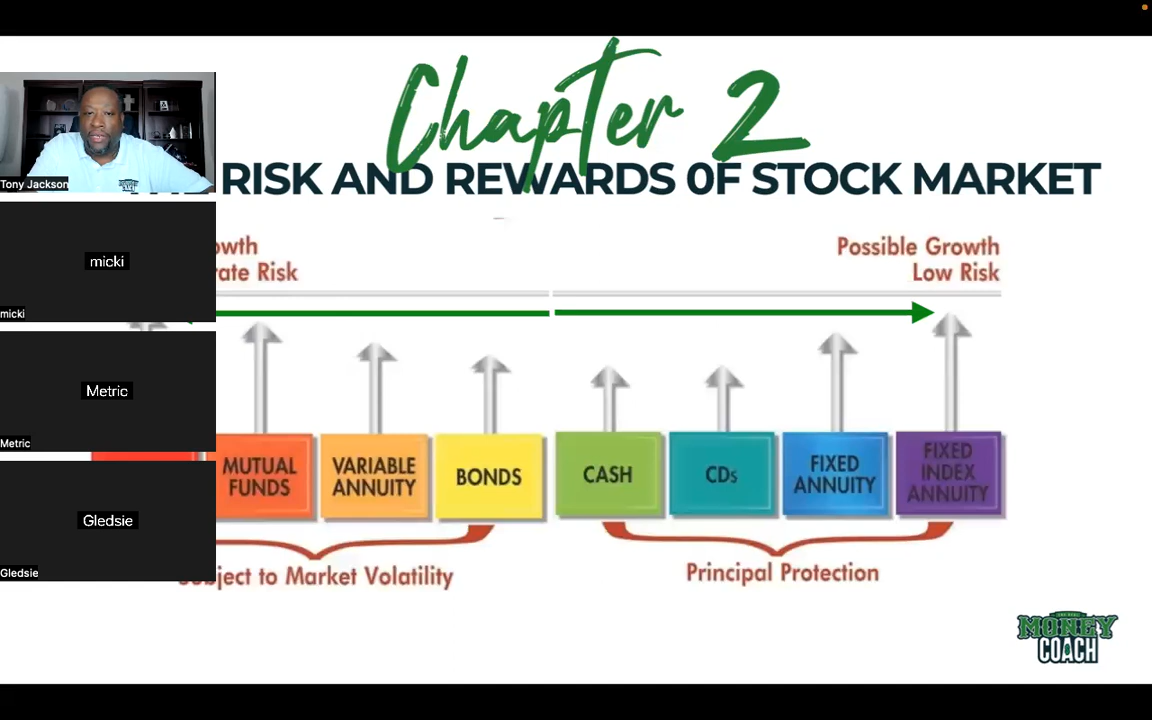 Chapter 2
RISK AND REWARDS 0F STOCK MARKET
Tony Jackson
micki
micki
Metric
Metric
Gledsie
Gledsie
owth
rate Risk
Possible Growth
Low Risk
MUTUAL
FUNDS
VARIABLE
ANNUITY
BONDS
CASH
CDs
FIXED
ANNUITY
FIXED
INDEX
ANNUITY
bject to Market Volatility
Principal Protection
MONEY
COACH